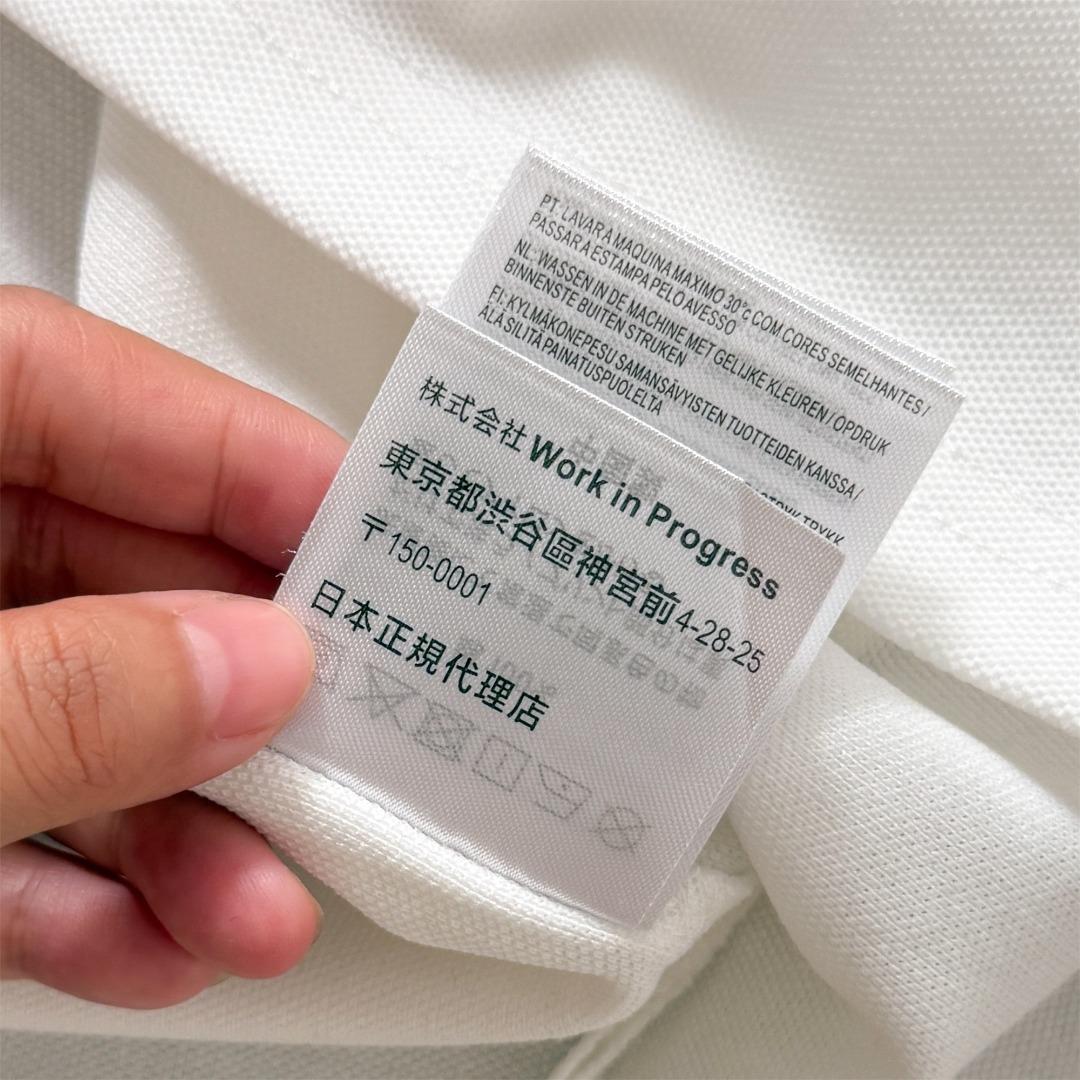 PT: LAVAR A MAQUINA MAXIMO 30°c COM CORES SEMELHANTES /
PASSAR A ESTAMPA PELO AVESSO
NL: WASSEN IN DE MACHINE MET GELIJKE KLEUREN / OPDRUK
BINNENSTE BUITEN STRUKEN
FI: KYLMÄKONEPESU SAMANSÄVYISTEN TUOTTEIDEN KANSSA /
ÄLÄ SILITÄ PAINATUSPUOLELTA
株式会社 Work in Progress
東京都渋谷區神宮前4-28-25
〒150-0001
日本正規代理店